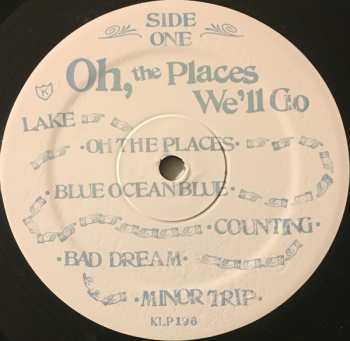 SIDE
ONE
Oh, the Places
We'll Go
K
LAKE
·OH THE PLACES·
·BLUE OCEAN BLUE·
·COUNTING·
·BAD DREAM·
·MINOR TRIP·
KLP196